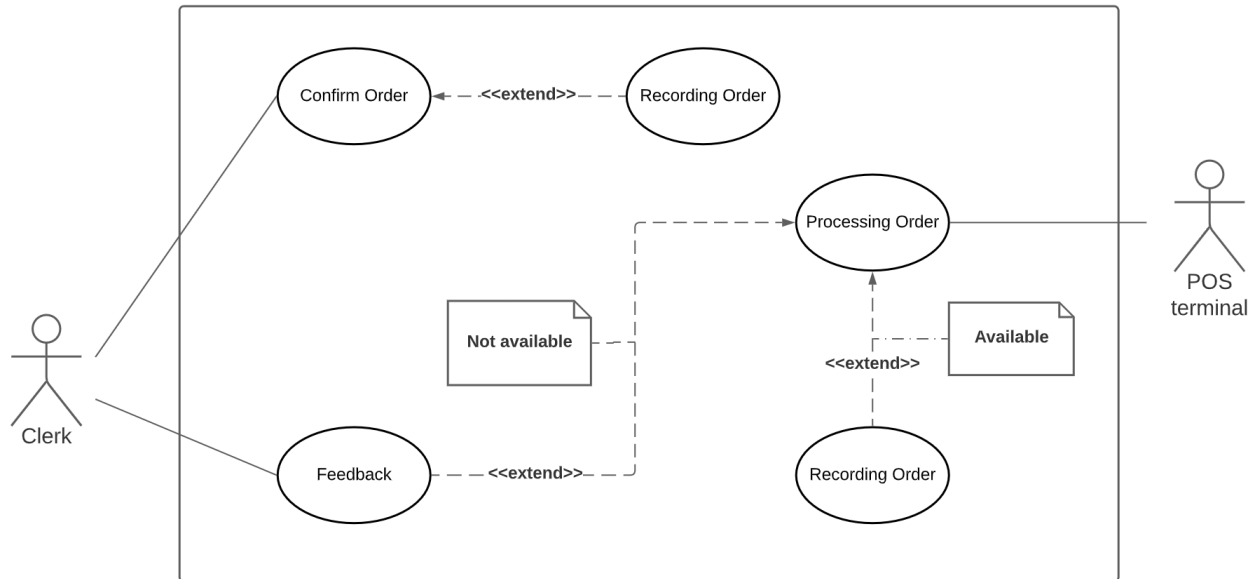 Confirm Order
<<extend>>
Recording Order
Processing Order
POS
terminal
Not available
Available
<<extend>>
Clerk
Feedback
<<extend>>
Recording Order